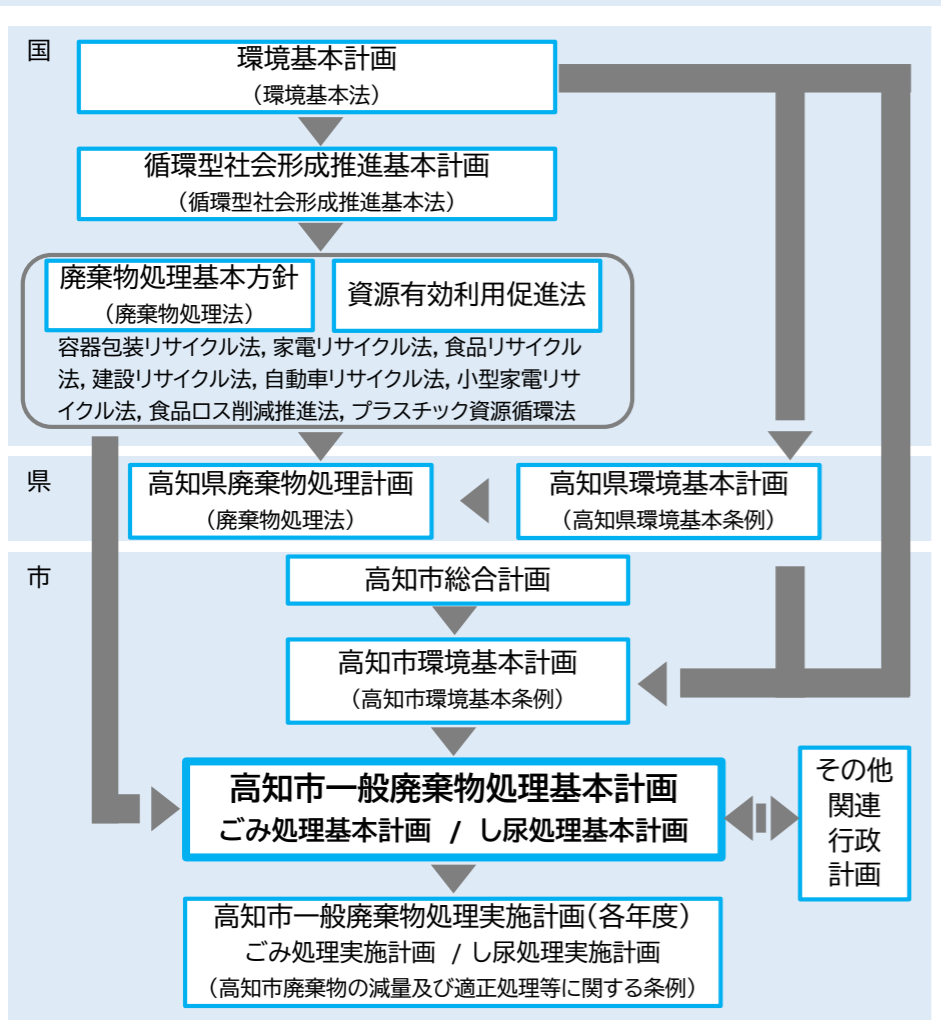 国
環境基本計画
（環境基本法）
循環型社会形成推進基本計画
（循環型社会形成推進基本法）
廃棄物処理基本方針
（廃棄物処理法）
資源有効利用促進法
容器包装リサイクル法, 家電リサイクル法, 食品リサイクル
法, 建設リサイクル法, 自動車リサイクル法, 小型家電リサ
イクル法, 食品ロス削減推進法, プラスチック資源循環法
県
高知県廃棄物処理計画
（廃棄物処理法）
高知県環境基本計画
（高知県環境基本条例）
市
高知市総合計画
高知市環境基本計画
（高知市環境基本条例）
高知市一般廃棄物処理基本計画
ごみ処理基本計画 / し尿処理基本計画
その他
関連
行政
計画
高知市一般廃棄物処理実施計画（各年度）
ごみ処理実施計画 / し尿処理実施計画
（高知市廃棄物の減量及び適正処理等に関する条例）